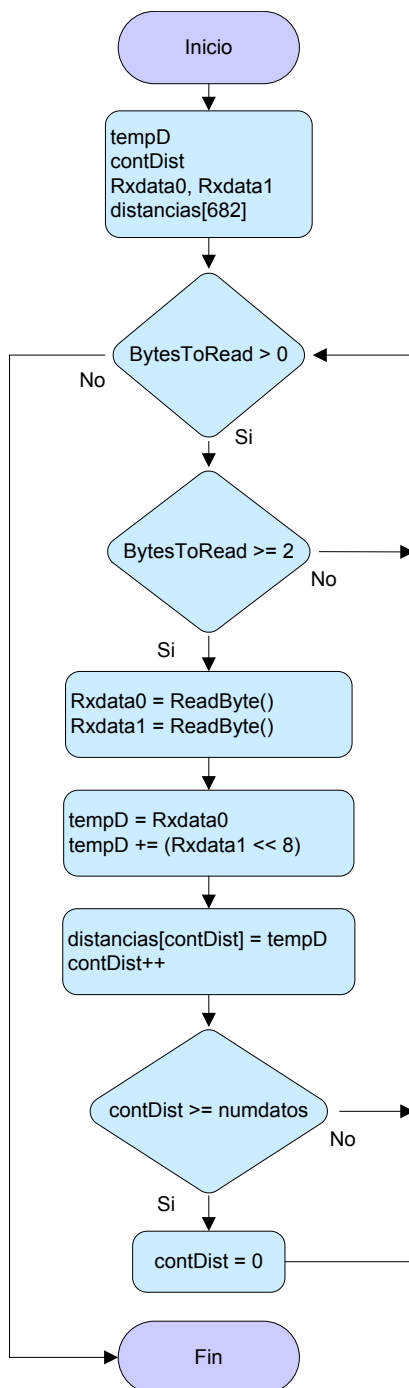 Inicio
tempD
contDist
Rxdata0, Rxdata1
distancias[682]
BytesToRead > 0
No
Si
BytesToRead >= 2
No
Si
Rxdata0 = ReadByte()
Rxdata1 = ReadByte()
tempD = Rxdata0
tempD += (Rxdata1 << 8)
distancias[contDist] = tempD
contDist++
contDist >= numdatos
No
Si
contDist = 0
Fin